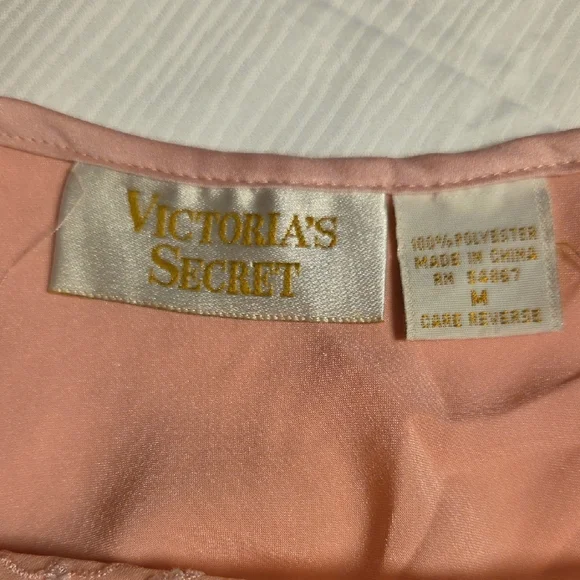 VICTORIA'S
SECRET
100% POLYESTER
MADE IN CHINA
RN 54867
M
CARE REVERSE